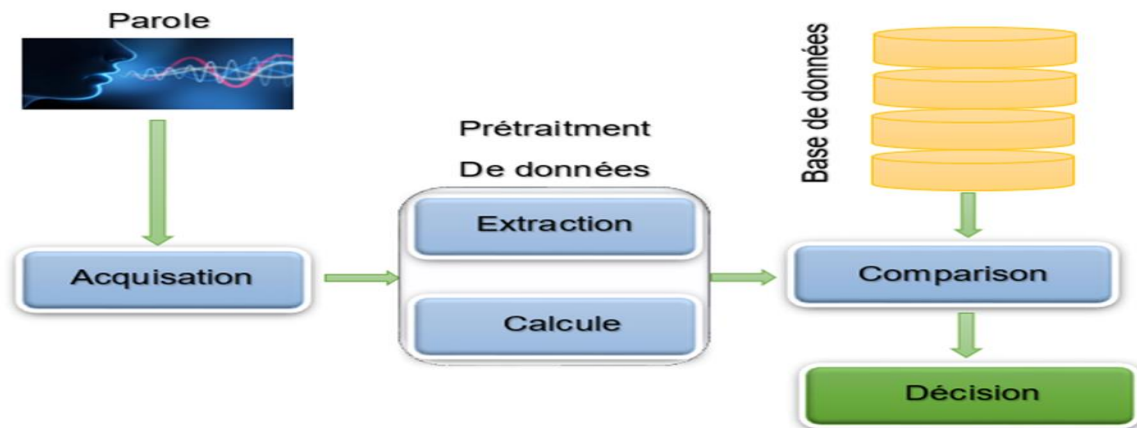 Parole
Acquisation
Prétraitment
De données
Extraction
Calcule
Base de données
Comparison
Décision